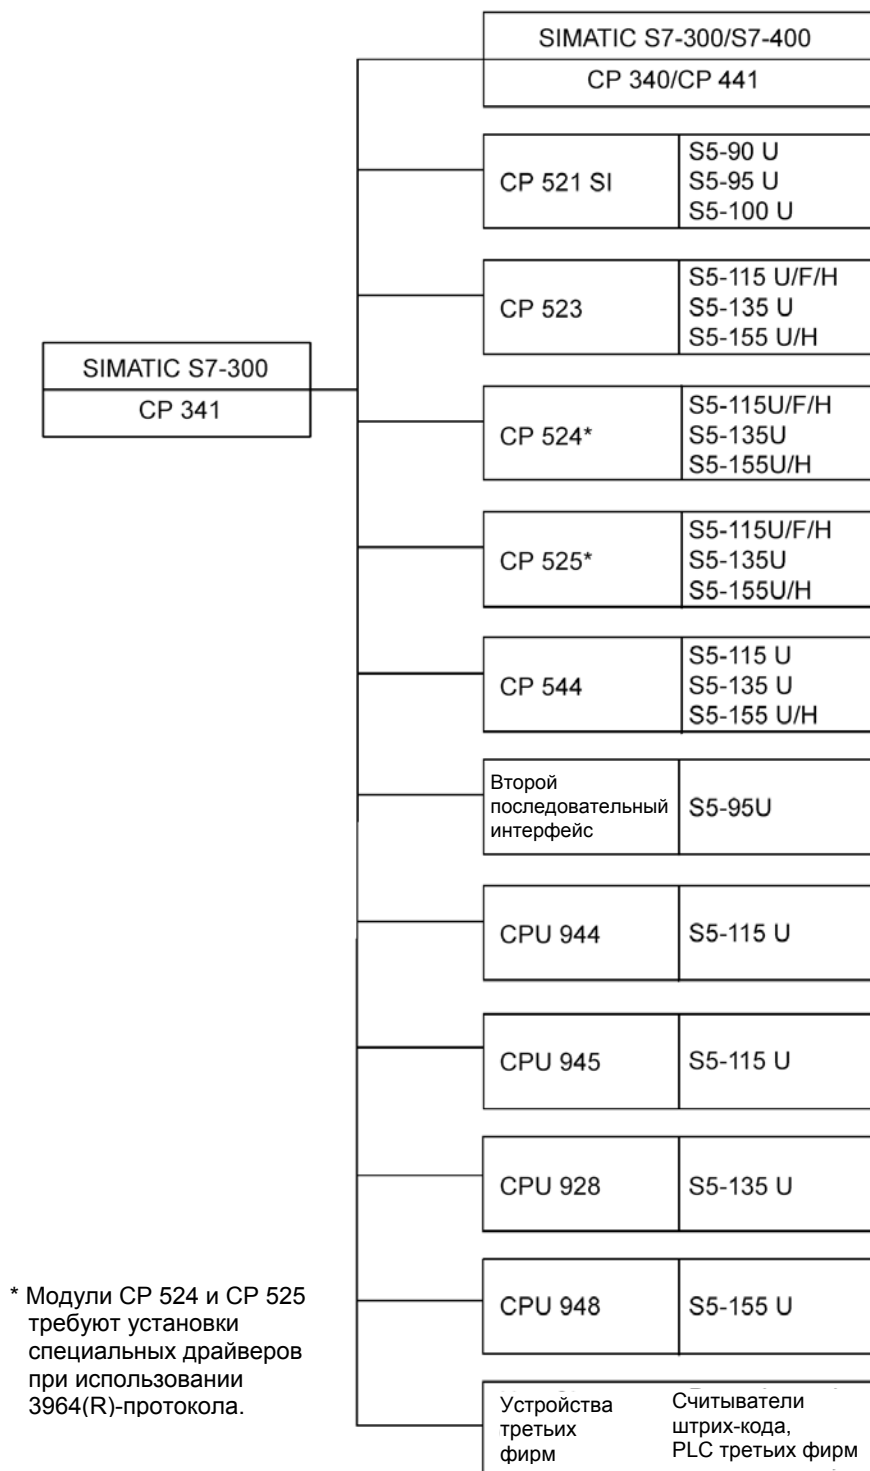 SIMATIC S7-300/S7-400
CP 340/CP 441
CP 521 SI
S5-90 U
S5-95 U
S5-100 U
CP 523
S5-115 U/F/H
S5-135 U
S5-155 U/H
SIMATIC S7-300
CP 341
CP 524*
S5-115U/F/H
S5-135U
S5-155U/H
CP 525*
S5-115U/F/H
S5-135U
S5-155U/H
CP 544
S5-115 U
S5-135 U
S5-155 U/H
Второй
последовательный
интерфейс
S5-95U
CPU 944
S5-115 U
CPU 945
S5-115 U
CPU 928
S5-135 U
CPU 948
S5-155 U
* Модули CP 524 и CP 525
требуют установки
специальных драйверов
при использовании
3964(R)-протокола.
Устройства
третьих
фирм
Считыватели
штрих-кода,
PLC третьих фирм